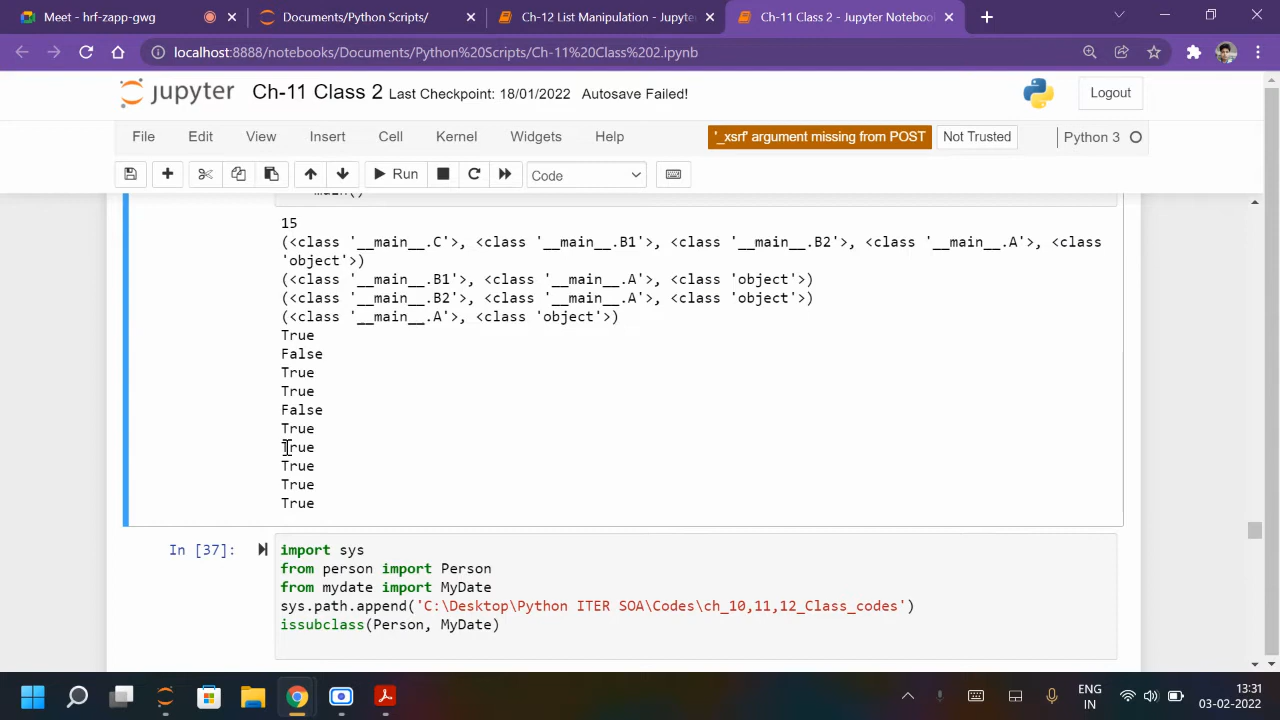 Meet - hrf-zapp-gwg
Documents/Python Scripts/
Ch-12 List Manipulation - Jupyte
Ch-11 Class 2 - Jupyter Notebook
localhost:8888/notebooks/Documents/Python%20Scripts/Ch-11%20Class%202.ipynb
jupyter Ch-11 Class 2 Last Checkpoint: 18/01/2022 Autosave Failed!
Logout
File Edit View Insert Cell Kernel Widgets Help
'_xsrf' argument missing from POST
Not Trusted
Python 3
Run
Code
main()
15
(<class '__main__.C'>, <class '__main__.B1'>, <class '__main__.B2'>, <class '__main__.A'>, <class
'object'>)
(<class '__main__.B1'>, <class '__main__.A'>, <class 'object'>)
(<class '__main__.B2'>, <class '__main__.A'>, <class 'object'>)
(<class '__main__.A'>, <class 'object'>)
True
False
True
True
False
True
True
True
True
True
In [37]:
import sys
from person import Person
from mydate import MyDate
sys.path.append('C:\Desktop\Python ITER SOA\Codes\ch_10,11,12_Class_codes')
issubclass(Person, MyDate)
ENG
IN
13:31
03-02-2022